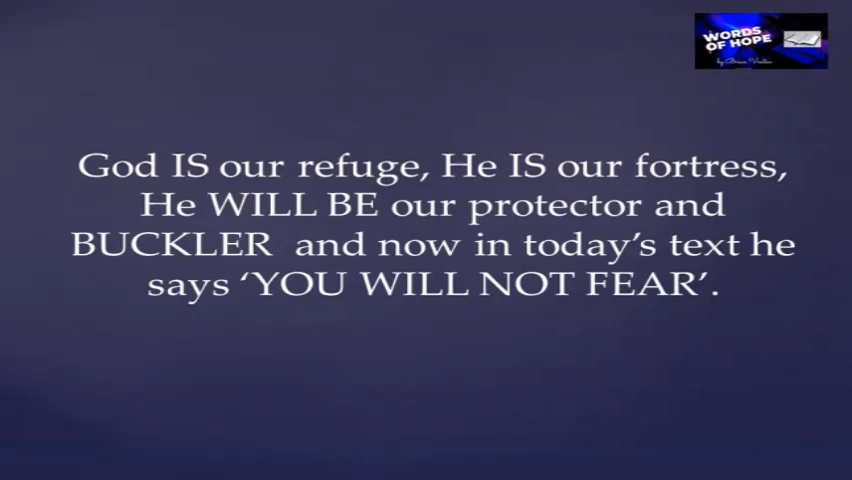 WORDS
OF HOPE
God IS our refuge, He IS our fortress,
He WILL BE our protector and
BUCKLER  and now in today’s text he
says ‘YOU WILL NOT FEAR’.